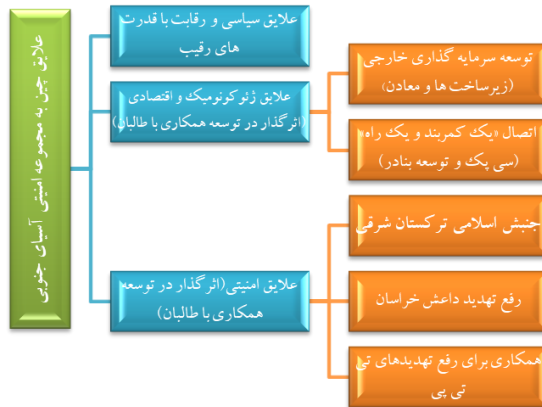 علایق چین به مجموعه امنیتی آسیای جنوبی
علایق سیاسی و رقابت با قدرت
های رقیب
علایق ژئوکونومیک و اقتصادی
(اثرگذار در توسعه همکاری با طالبان)
توسعه سرمایه گذاری خارجی
(زیرساخت ها و معادن)
اتصال «یک کمربند و یک راه»
(سی پک و توسعه بنادر)
علایق امنیتی(اثرگذار در توسعه
همکاری با طالبان)
جنبش اسلامی ترکستان شرقی
رفع تهدید داعش خراسان
همکاری برای رفع تهدیدهای تی
تی پی